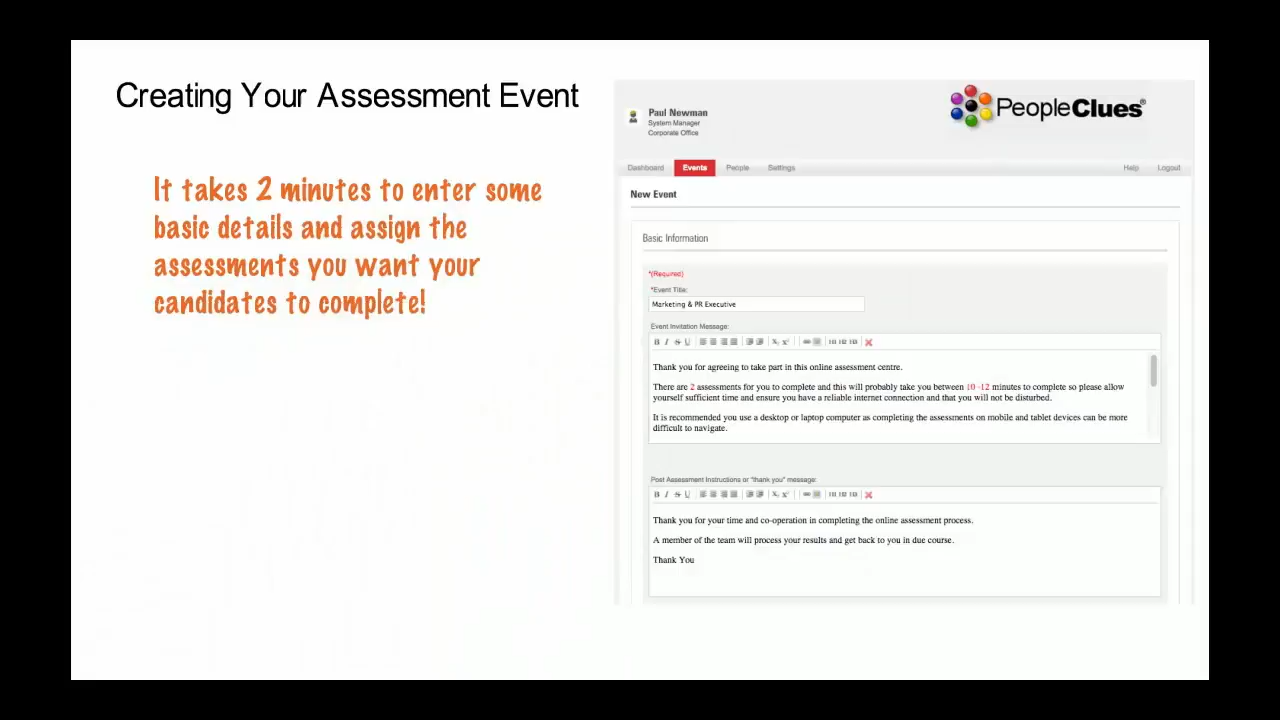 Creating Your Assessment Event
It takes 2 minutes to enter some
basic details and assign the
assessments you want your
candidates to complete!
Paul Newman
System Manager
Corporate Office
PeopleClues®
Dashboard Events People Settings Help Logout
New Event
Basic Information
*(Required)
*Event Title:
Marketing & PR Executive
Event Invitation Message:
B I S U
Thank you for agreeing to take part in this online assessment centre.
There are 2 assessments for you to complete and this will probably take you between 10 -12 minutes to complete so please allow
yourself sufficient time and ensure you have a reliable internet connection and that you will not be disturbed.
It is recommended you use a desktop or laptop computer as completing the assessments on mobile and tablet devices can be more
difficult to navigate.
Post Assessment Instructions or "thank you" message:
B I S U
Thank you for your time and co-operation in completing the online assessment process.
A member of the team will process your results and get back to you in due course.
Thank You